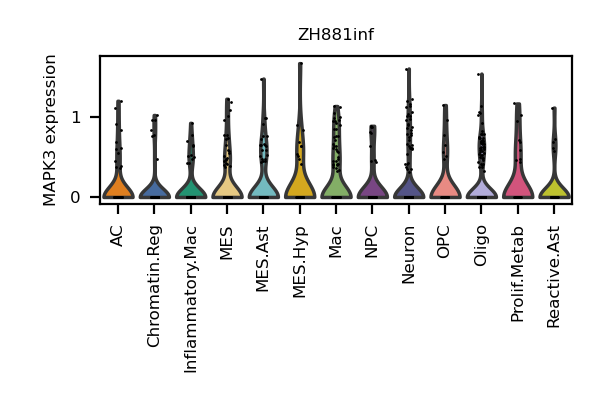 ZH881inf
MAPK3 expression
1
0
AC
Chromatin.Reg
Inflammatory.Mac
MES
MES.Ast
MES.Hyp
Mac
NPC
Neuron
OPC
Oligo
Prolif.Metab
Reactive.Ast